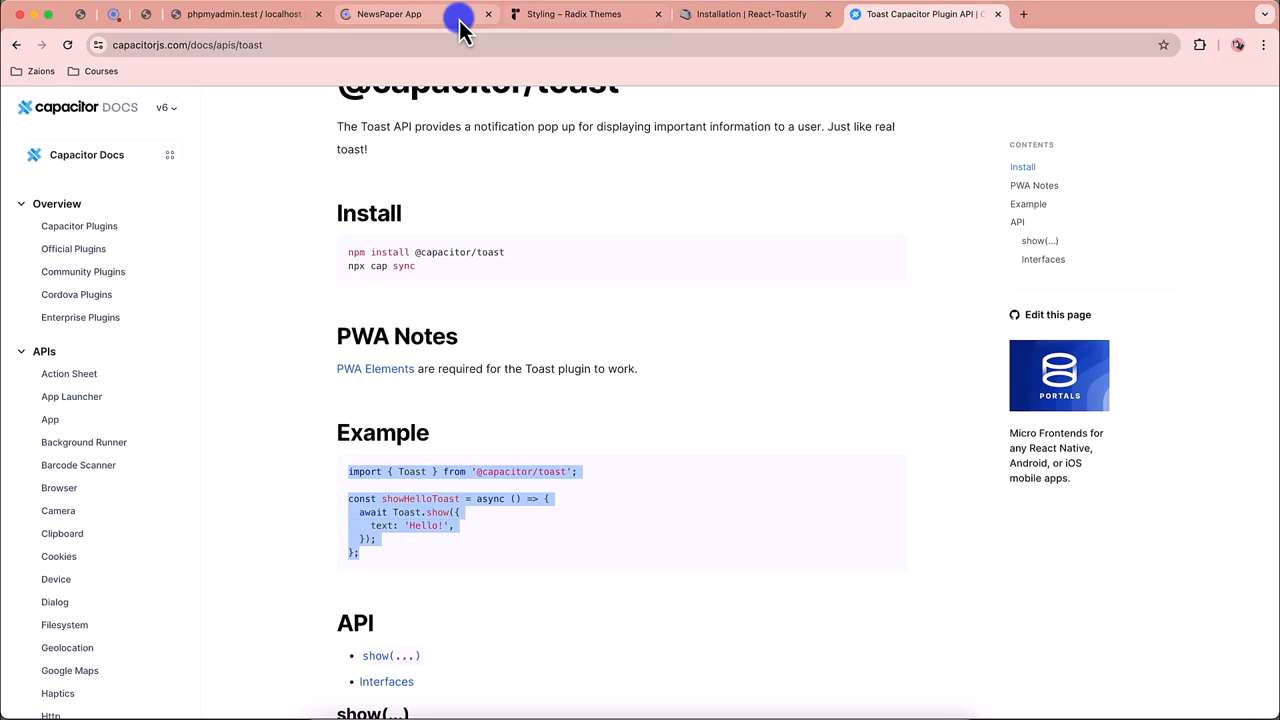 phpmyadmin.test / localhost
NewsPaper App
Styling – Radix Themes
Installation | React-Toastify
Toast Capacitor Plugin API | C
capacitorjs.com/docs/apis/toast
Zaions
Courses
capacitor DOCS
v6
Capacitor Docs
Overview
Capacitor Plugins
Official Plugins
Community Plugins
Cordova Plugins
Enterprise Plugins
APIs
Action Sheet
App Launcher
App
Background Runner
Barcode Scanner
Browser
Camera
Clipboard
Cookies
Device
Dialog
Filesystem
Geolocation
Google Maps
Haptics
Http
@capacitor/toast
The Toast API provides a notification pop up for displaying important information to a user. Just like real
toast!
Install
npm install @capacitor/toast
npx cap sync
PWA Notes
PWA Elements are required for the Toast plugin to work.
Example
import { Toast } from '@capacitor/toast';
const showHelloToast = async () => {
await Toast.show({
text: 'Hello!',
});
};
API
show(...)
Interfaces
show(...)
CONTENTS
Install
PWA Notes
Example
API
show(...)
Interfaces
Edit this page
PORTALS
Micro Frontends for
any React Native,
Android, or iOS
mobile apps.